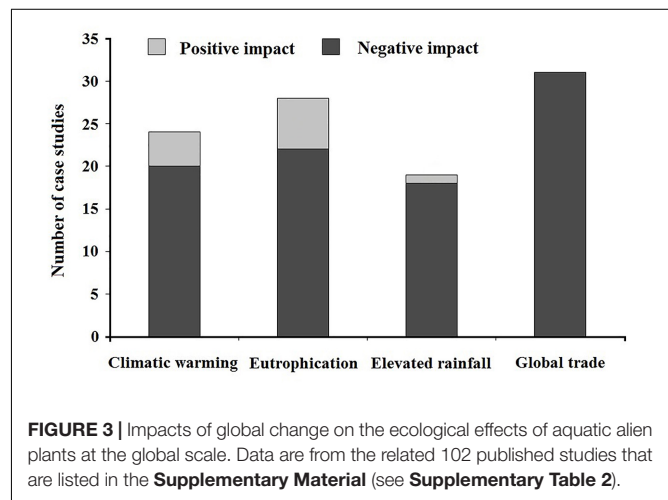 35
30
25
20
15
10
5
0
Number of case studies
Positive impact Negative impact
Climatic warming Eutrophication Elevated rainfall Global trade
FIGURE 3 | Impacts of global change on the ecological effects of aquatic alien
plants at the global scale. Data are from the related 102 published studies that
are listed in the Supplementary Material (see Supplementary Table 2).